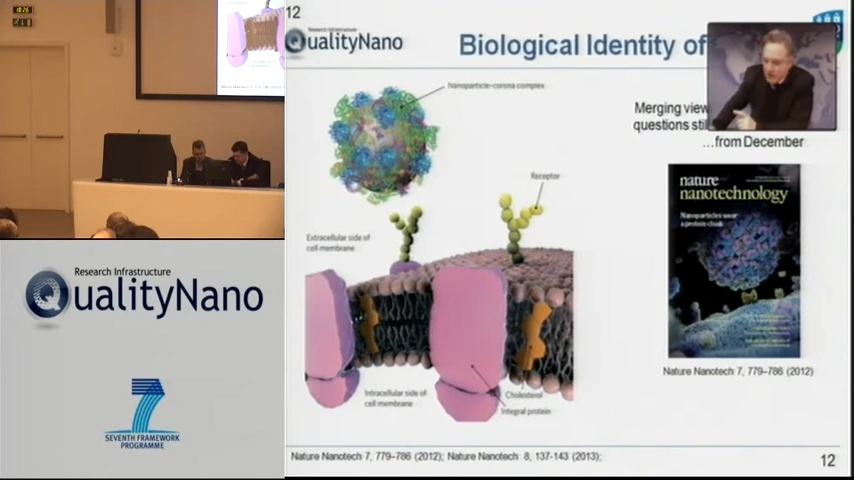 12
Research Infrastructure
QualityNano
Biological Identity of
Nanoparticle-corona complex
Merging view
questions stil
...from December
Receptor
nature
nanotechnology
Nanoparticles wear
a protein cloak
Extracellular side of
cell membrane
Research Infrastructure
QualityNano
Nature Nanotech 7, 779–786 (2012)
7
SEVENTH FRAMEWORK
PROGRAMME
Intracellular side of
cell membrane
Cholesterol
Integral protein
Nature Nanotech 7, 779–786 (2012); Nature Nanotech 8, 137-143 (2013);
12